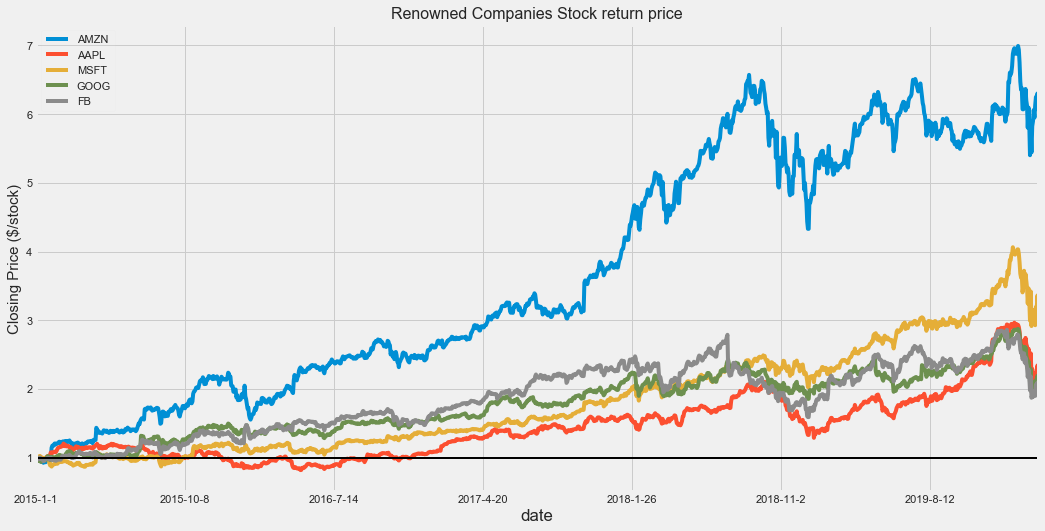 Renowned Companies Stock return price
AMZN
AAPL
MSFT
GOOG
FB
7
6
5
4
3
2
1
Closing Price ($/stock)
2015-1-1 2015-10-8 2016-7-14 2017-4-20 2018-1-26 2018-11-2 2019-8-12
date